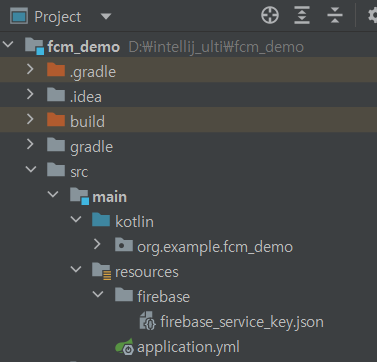 Project
fcm_demo D:₩intellij_ulti₩fcm_demo
.gradle
.idea
build
gradle
src
main
kotlin
org.example.fcm_demo
resources
firebase
firebase_service_key.json
application.yml